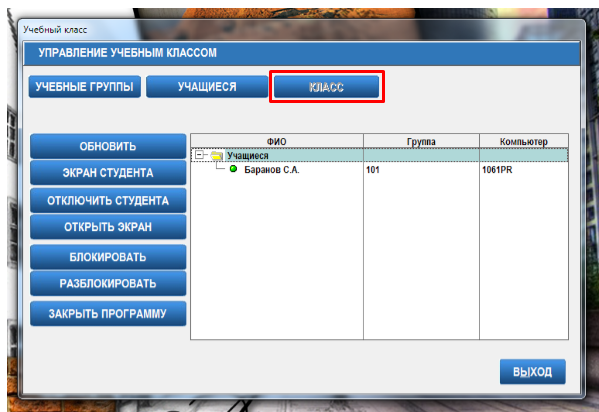 Учебный класс
УПРАВЛЕНИЕ УЧЕБНЫМ КЛАССОМ
УЧЕБНЫЕ ГРУППЫ УЧАЩИЕСЯ КЛАСС
ОБНОВИТЬ
ЭКРАН СТУДЕНТА
ОТКЛЮЧИТЬ СТУДЕНТА
ОТКРЫТЬ ЭКРАН
БЛОКИРОВАТЬ
РАЗБЛОКИРОВАТЬ
ЗАКРЫТЬ ПРОГРАММУ
ФИО Группа Компьютер
Учащиеся
Баранов С.А. 101 1061PR
ВЫХОД